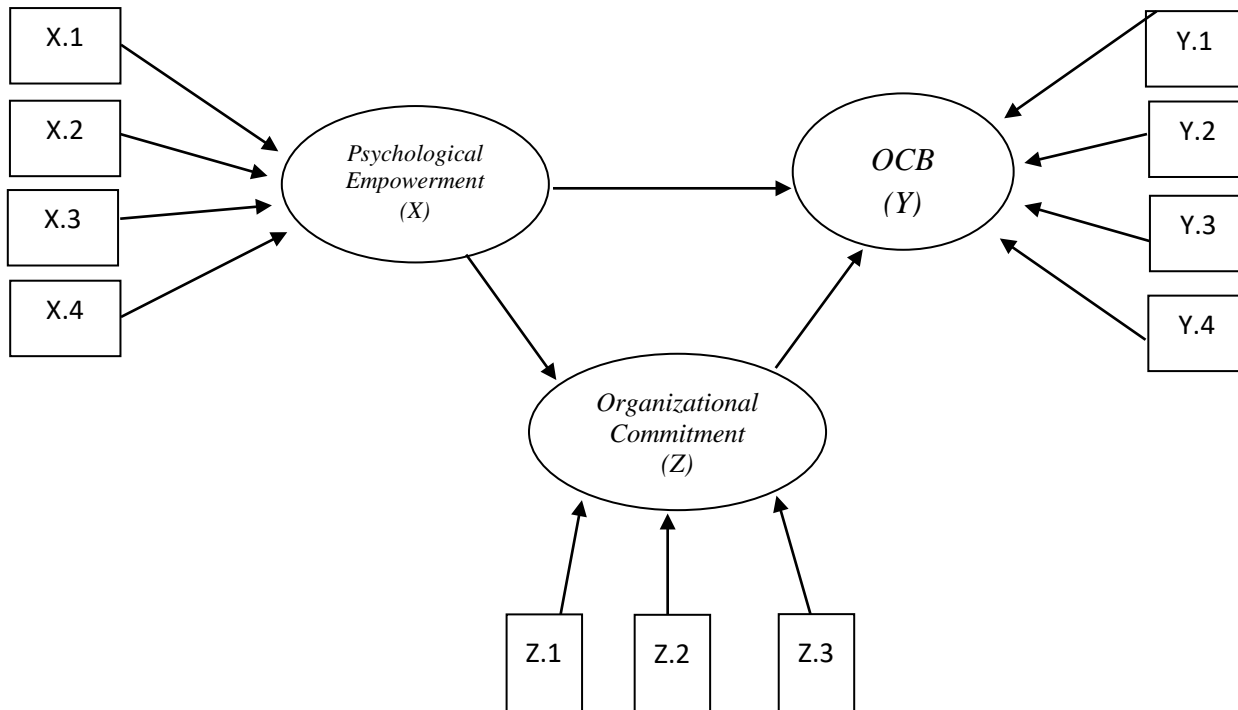 X.1
X.2
X.3
X.4
Psychological
Empowerment
(X)
OCB
(Y)
Y.1
Y.2
Y.3
Y.4
Organizational
Commitment
(Z)
Z.1
Z.2
Z.3